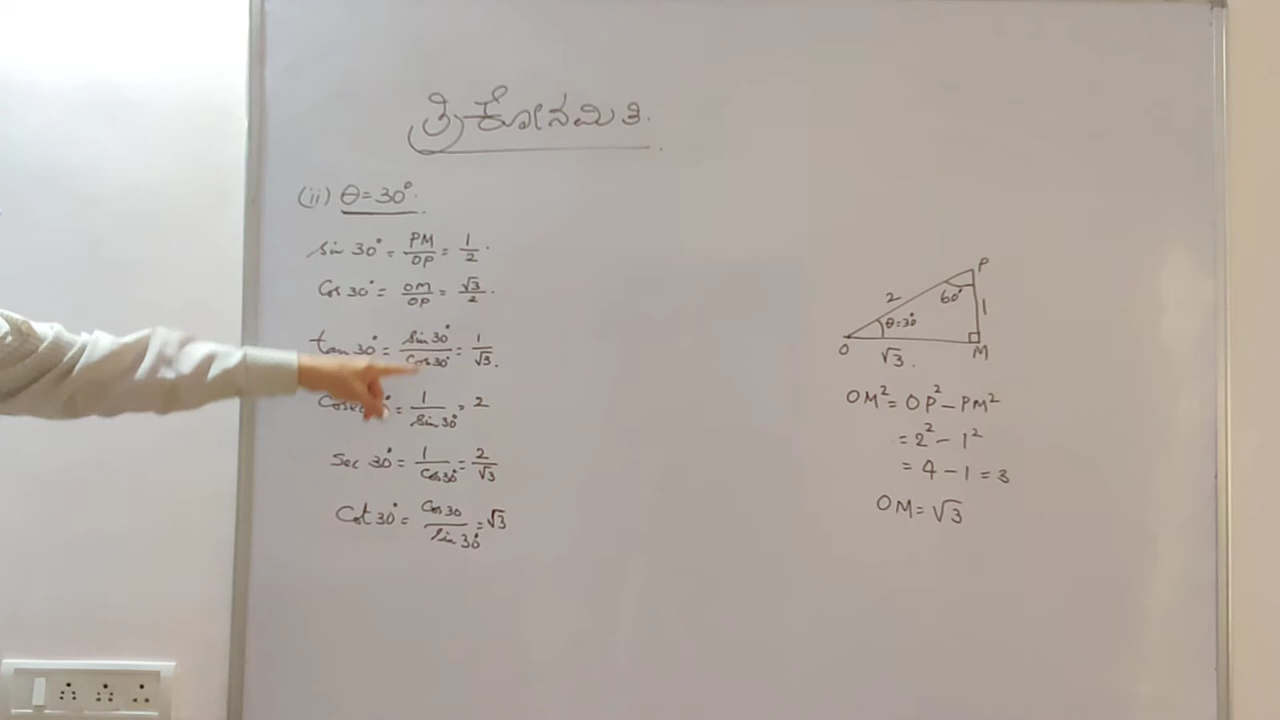 ತ್ರಿಕೋನಮಿತಿ.
(ii) θ=30°.
sin 30° = PM/OP = 1/2.
Cos 30° = OM/OP = √3/2.
tan 30° = sin 30°/Cos 30° = 1/√3.
Cosec ° = 1/sin 30° = 2
Sec 30° = 1/Cos 30° = 2/√3
Cot 30° = Cos 30/sin 30° = √3
P
2
60°
1
θ=30°
O
√3.
M
OM² = OP² - PM²
= 2² - 1²
= 4 - 1 = 3
OM = √3